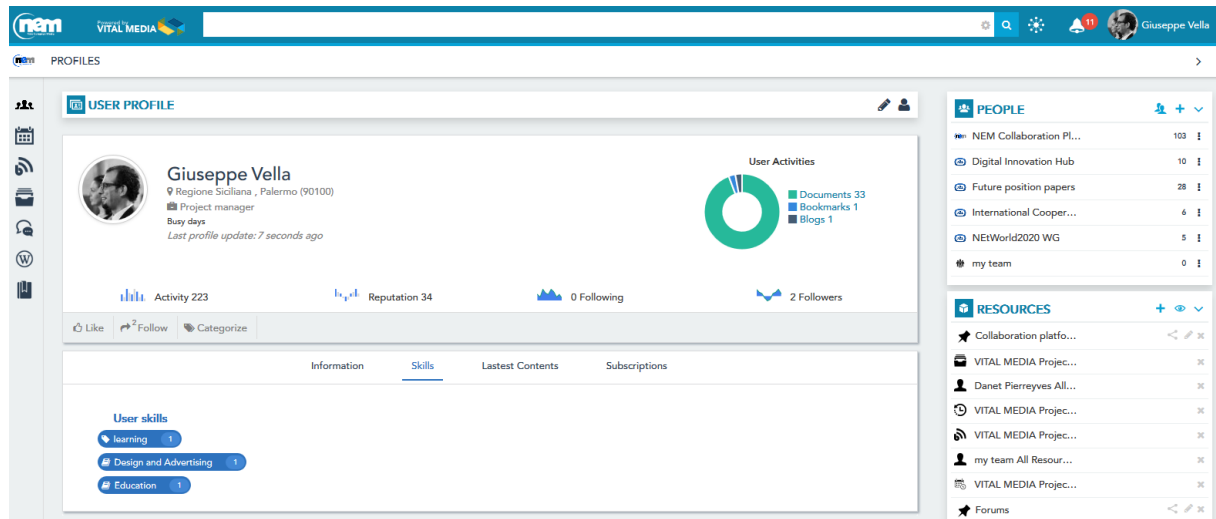 nem
Powered by
VITAL MEDIA
11
Giuseppe Vella
nem
PROFILES
USER PROFILE
Giuseppe Vella
Regione Siciliana , Palermo (90100)
Project manager
Busy days
Last profile update: 7 seconds ago
User Activities
Documents 33
Bookmarks 1
Blogs 1
Activity 223
Reputation 34
0 Following
2 Followers
Like
2 Follow
Categorize
Information
Skills
Lastest Contents
Subscriptions
User skills
learning 1
Design and Advertising 1
Education 1
PEOPLE
nem NEM Collaboration Pl... 103
Digital Innovation Hub 10
Future position papers 28
International Cooper... 6
NEtWorld2020 WG 5
my team 0
RESOURCES
Collaboration platfo...
VITAL MEDIA Projec...
Danet Pierreyves All...
VITAL MEDIA Projec...
VITAL MEDIA Projec...
my team All Resour...
VITAL MEDIA Projec...
Forums